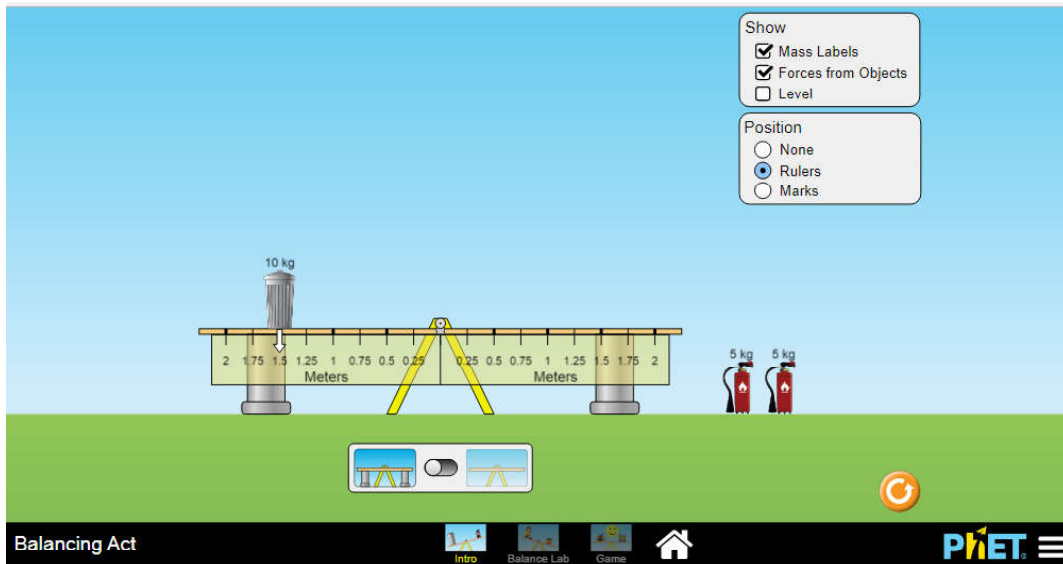 Show
Mass Labels
Forces from Objects
Level
Position
None
Rulers
Marks
10 kg
2 1.75 1.5 1.25 1 0.75 0.5 0.25 0.25 0.5 0.75 1 1.25 1.5 1.75 2
Meters Meters
5 kg 5 kg
Balancing Act
Intro Balance Lab Game
PhET